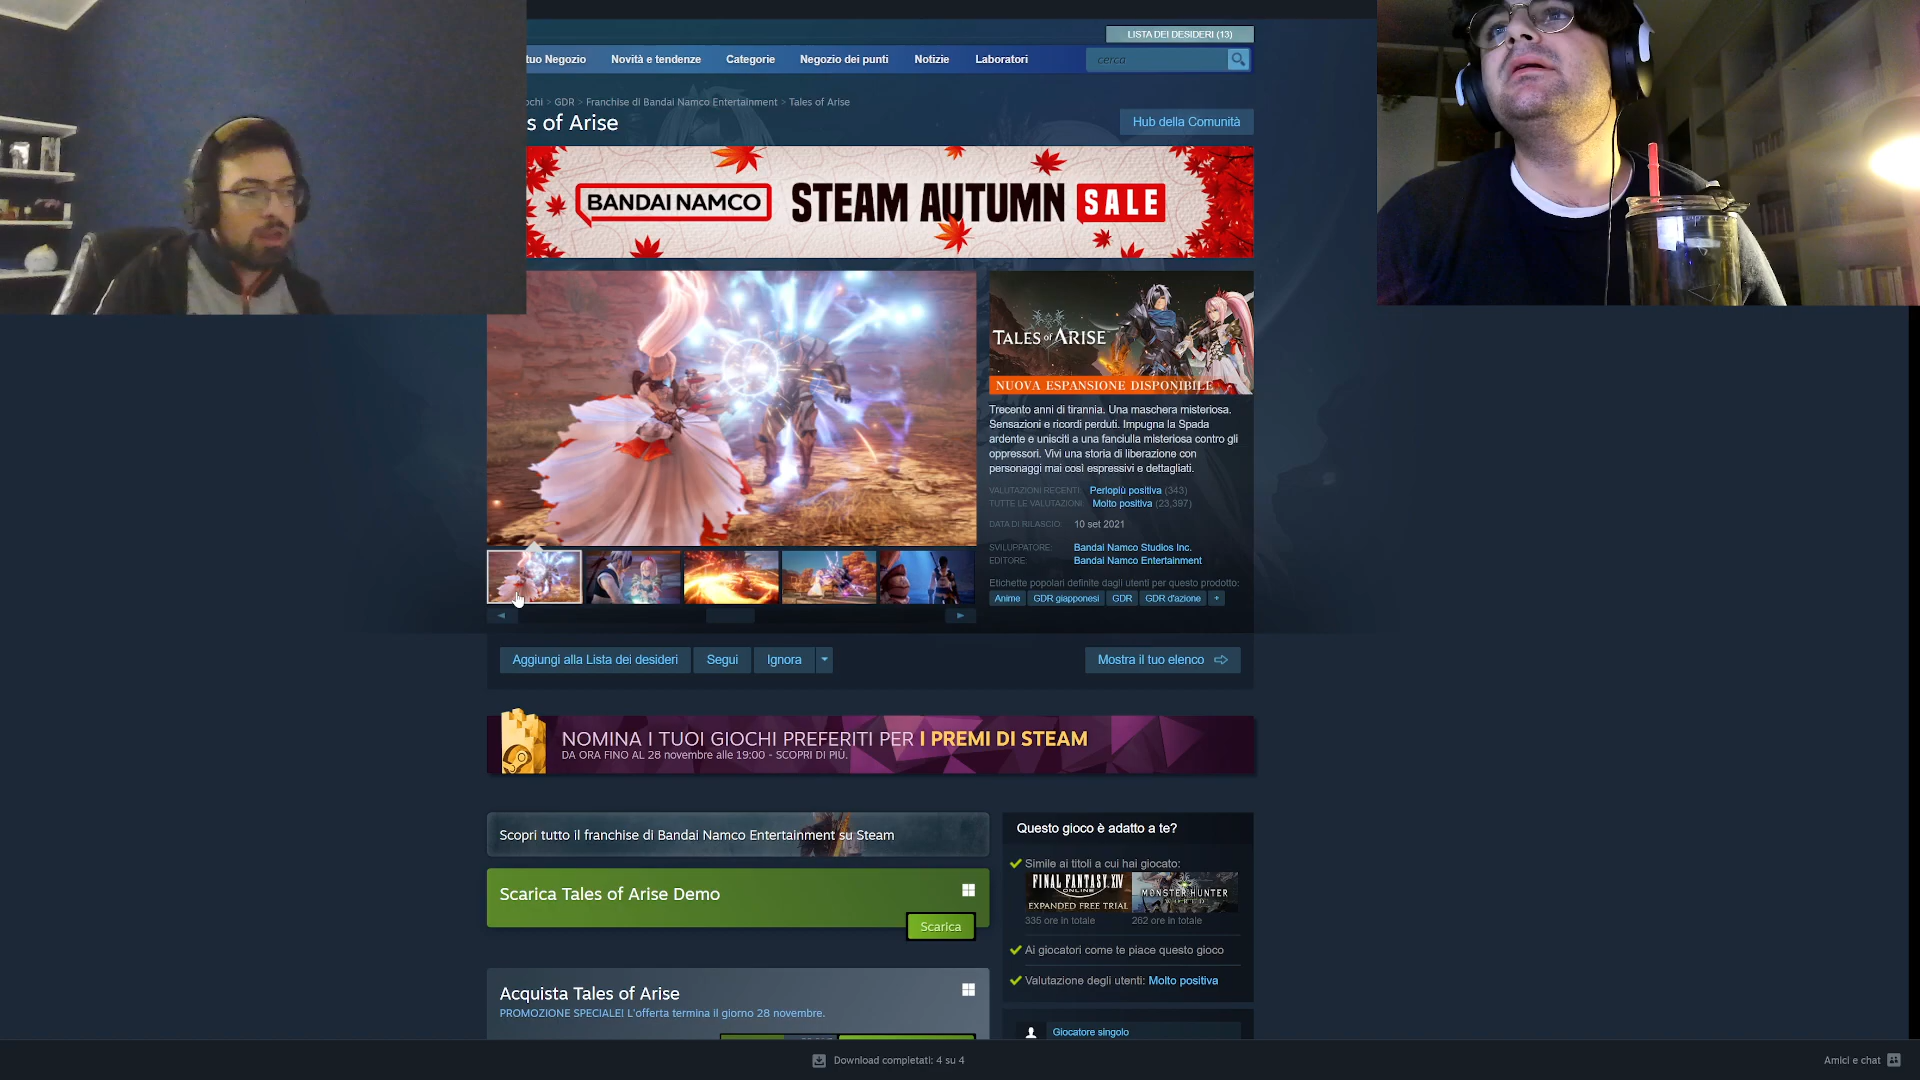 LISTA DEI DESIDERI (13)
tuo Negozio
Novità e tendenze
Categorie
Negozio dei punti
Notizie
Laboratori
cerca
ochi > GDR > Franchise di Bandai Namco Entertainment > Tales of Arise
s of Arise
Hub della Comunità
BANDAI NAMCO STEAM AUTUMN SALE
TALES of ARISE
NUOVA ESPANSIONE DISPONIBILE
Trecento anni di tirannia. Una maschera misteriosa.
Sensazioni e ricordi perduti. Impugna la Spada
ardente e unisciti a una fanciulla misteriosa contro gli
oppressori. Vivi una storia di liberazione con
personaggi mai così espressivi e dettagliati.
VALUTAZIONI RECENTI: Perlopiù positiva (343)
TUTTE LE VALUTAZIONI: Molto positiva (23,397)
DATA DI RILASCIO: 10 set 2021
SVILUPPATORE: Bandai Namco Studios Inc.
EDITORE: Bandai Namco Entertainment
Etichette popolari definite dagli utenti per questo prodotto:
Anime
GDR giapponesi
GDR
GDR d'azione
+
Aggiungi alla Lista dei desideri
Segui
Ignora
Mostra il tuo elenco
NOMINA I TUOI GIOCHI PREFERITI PER I PREMI DI STEAM
DA ORA FINO AL 28 novembre alle 19:00 - SCOPRI DI PIÙ.
Scopri tutto il franchise di Bandai Namco Entertainment su Steam
Scarica Tales of Arise Demo
Scarica
Acquista Tales of Arise
PROMOZIONE SPECIALE! L'offerta termina il giorno 28 novembre.
Questo gioco è adatto a te?
Simile ai titoli a cui hai giocato:
FINAL FANTASY XIV
ONLINE
EXPANDED FREE TRIAL
MONSTER HUNTER
WORLD
335 ore in totale
262 ore in totale
Ai giocatori come te piace questo gioco
Valutazione degli utenti: Molto positiva
Giocatore singolo
Download completati: 4 su 4
Amici e chat